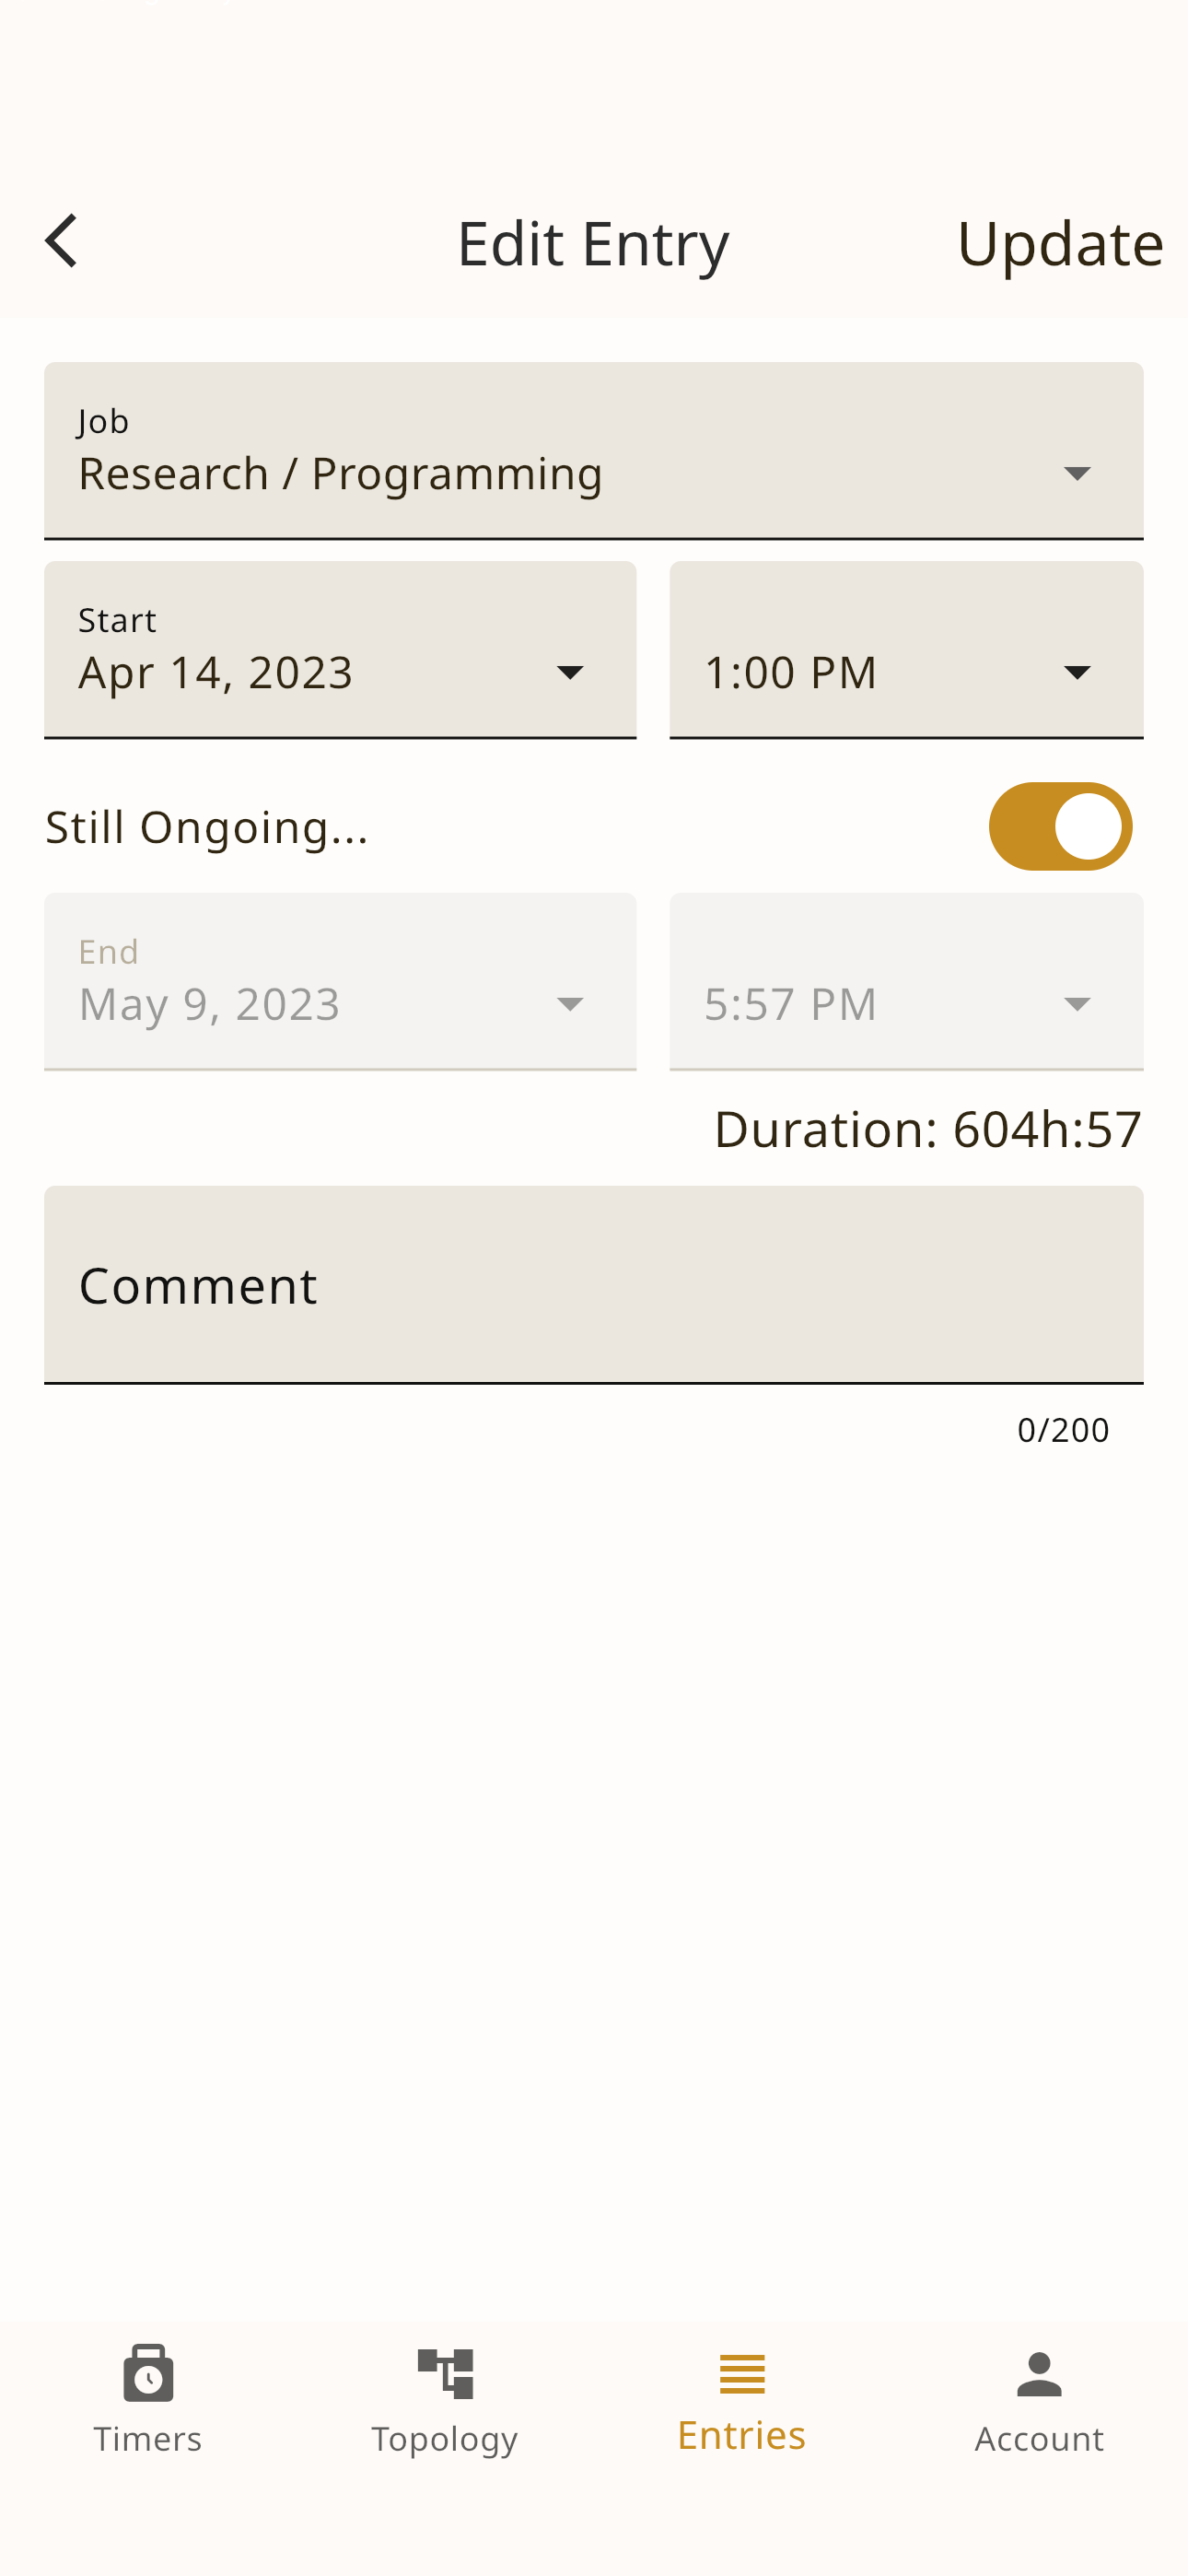 Edit Entry
Update
Job
Research / Programming
Start
Apr 14, 2023
1:00 PM
Still Ongoing...
End
May 9, 2023
5:57 PM
Duration: 604h:57
Comment
0/200
Timers
Topology
Entries
Account